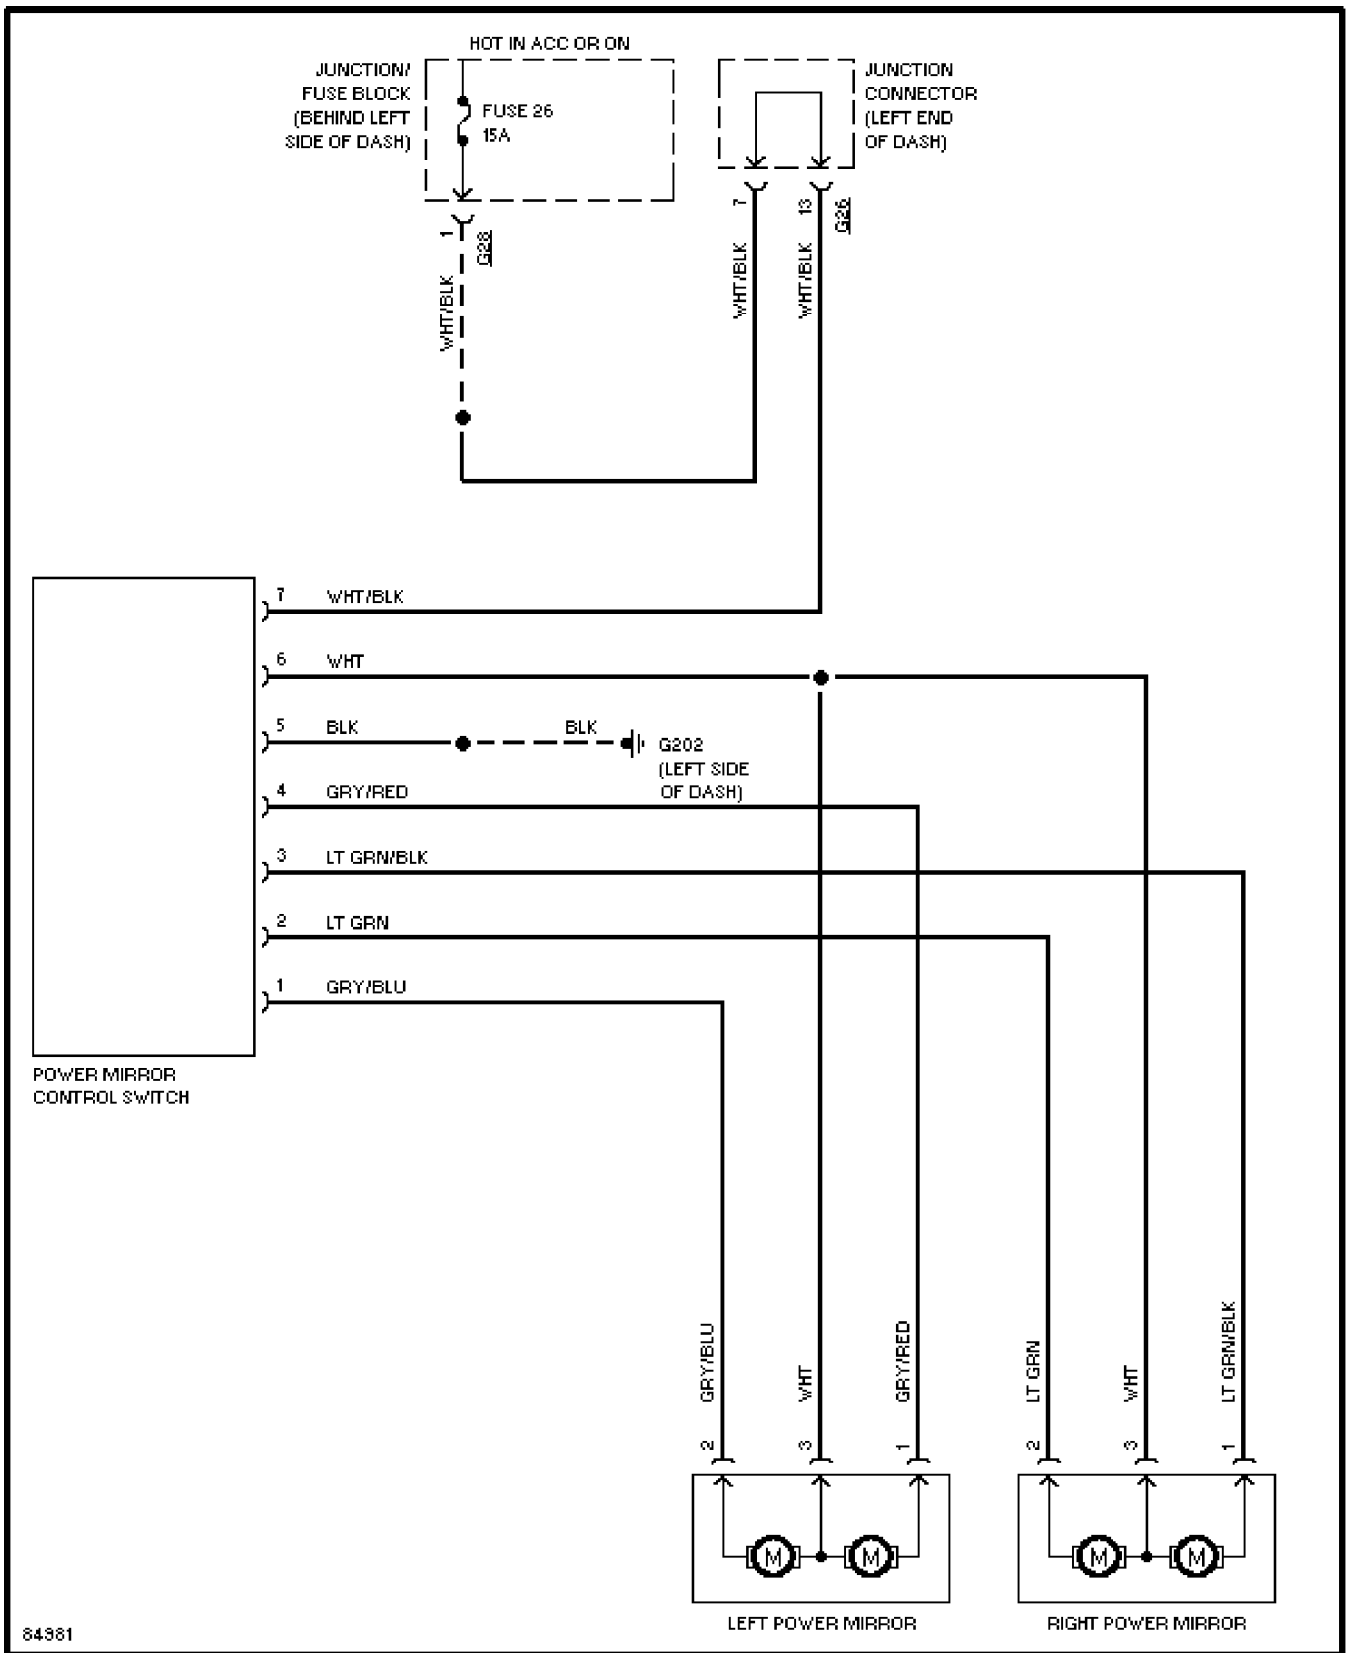 HOT IN ACC OR ON
JUNCTION/
FUSE BLOCK
(BEHIND LEFT
SIDE OF DASH)
FUSE 26
15A
JUNCTION
CONNECTOR
(LEFT END
OF DASH)
1
G28
WHT/BLK
7
WHT/BLK
13
G26
WHT/BLK
7 WHT/BLK
6 WHT
5 BLK
BLK
G202
(LEFT SIDE
OF DASH)
4 GRY/RED
3 LT GRN/BLK
2 LT GRN
1 GRY/BLU
POWER MIRROR
CONTROL SWITCH
2 GRY/BLU
3 WHT
1 GRY/RED
2 LT GRN
3 WHT
1 LT GRN/BLK
M
M
M
M
LEFT POWER MIRROR
RIGHT POWER MIRROR
84381